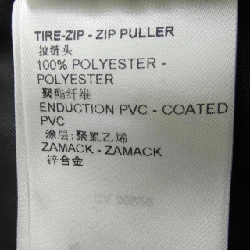 TIRE-ZIP - ZIP PULLER
拉链头
100% POLYESTER -
POLYESTER
聚酯纤维
ENDUCTION PVC - COATED
PVC
涂层:聚氯乙烯
ZAMACK - ZAMACK
锌合金